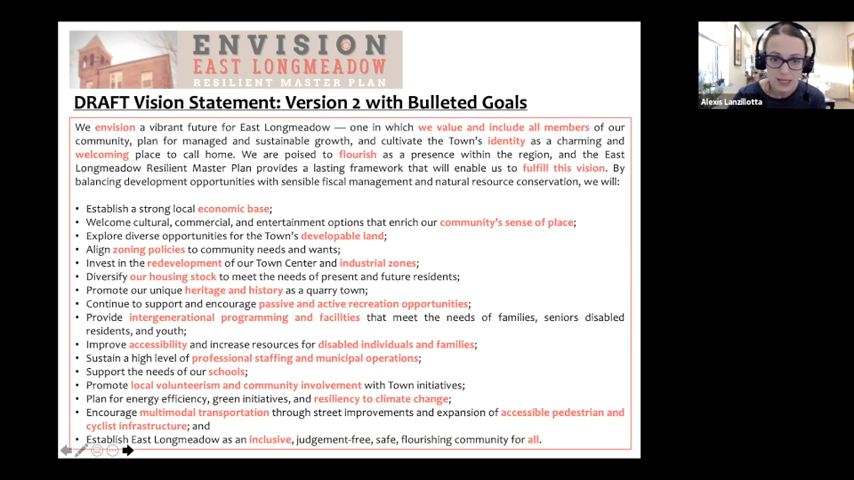 ENVISION
EAST LONGMEADOW
RESILIENT MASTER PLAN
DRAFT Vision Statement: Version 2 with Bulleted Goals
We envision a vibrant future for East Longmeadow — one in which we value and include all members of our
community, plan for managed and sustainable growth, and cultivate the Town's identity as a charming and
welcoming place to call home. We are poised to flourish as a presence within the region, and the East
Longmeadow Resilient Master Plan provides a lasting framework that will enable us to fulfill this vision. By
balancing development opportunities with sensible fiscal management and natural resource conservation, we will:
• Establish a strong local economic base;
• Welcome cultural, commercial, and entertainment options that enrich our community's sense of place;
• Explore diverse opportunities for the Town's developable land;
• Align zoning policies to community needs and wants;
• Invest in the redevelopment of our Town Center and industrial zones;
• Diversify our housing stock to meet the needs of present and future residents;
• Promote our unique heritage and history as a quarry town;
• Continue to support and encourage passive and active recreation opportunities;
• Provide intergenerational programming and facilities that meet the needs of families, seniors disabled
residents, and youth;
• Improve accessibility and increase resources for disabled individuals and families;
• Sustain a high level of professional staffing and municipal operations;
• Support the needs of our schools;
• Promote local volunteerism and community involvement with Town initiatives;
• Plan for energy efficiency, green initiatives, and resiliency to climate change;
• Encourage multimodal transportation through street improvements and expansion of accessible pedestrian and
cyclist infrastructure; and
• Establish East Longmeadow as an inclusive, judgement-free, safe, flourishing community for all.
Alexis Lanzillotta